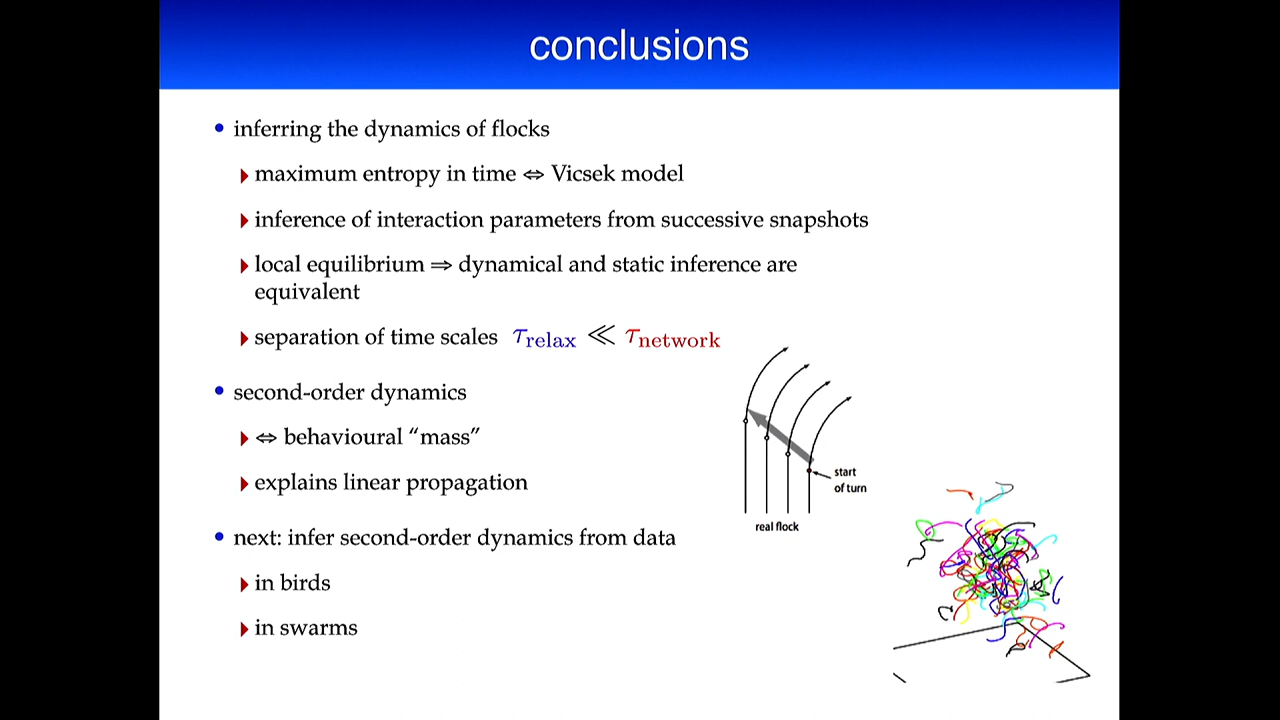 conclusions
• inferring the dynamics of flocks
maximum entropy in time ⇔ Vicsek model
inference of interaction parameters from successive snapshots
local equilibrium ⇒ dynamical and static inference are
equivalent
separation of time scales τrelax ≪ τnetwork
• second-order dynamics
⇔ behavioural “mass”
explains linear propagation
start
of turn
real flock
• next: infer second-order dynamics from data
in birds
in swarms